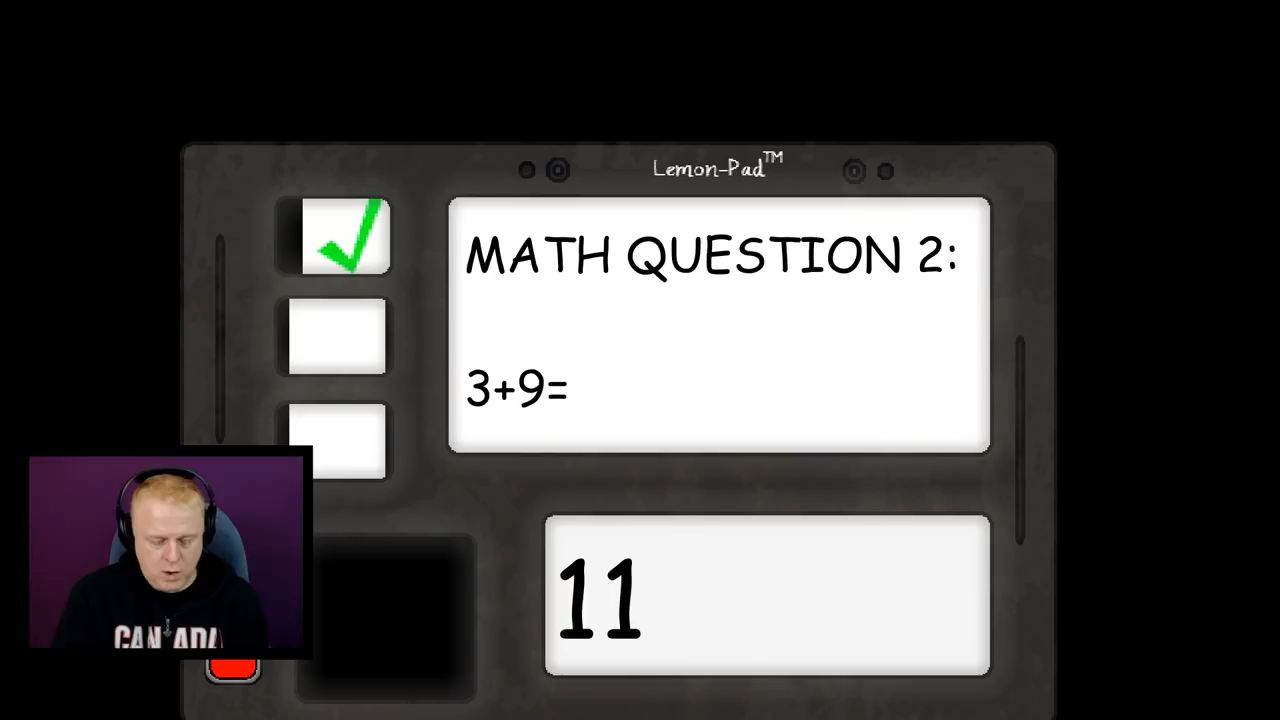 Lemon-Pad™
MATH QUESTION 2:
3+9=
11
CANADA